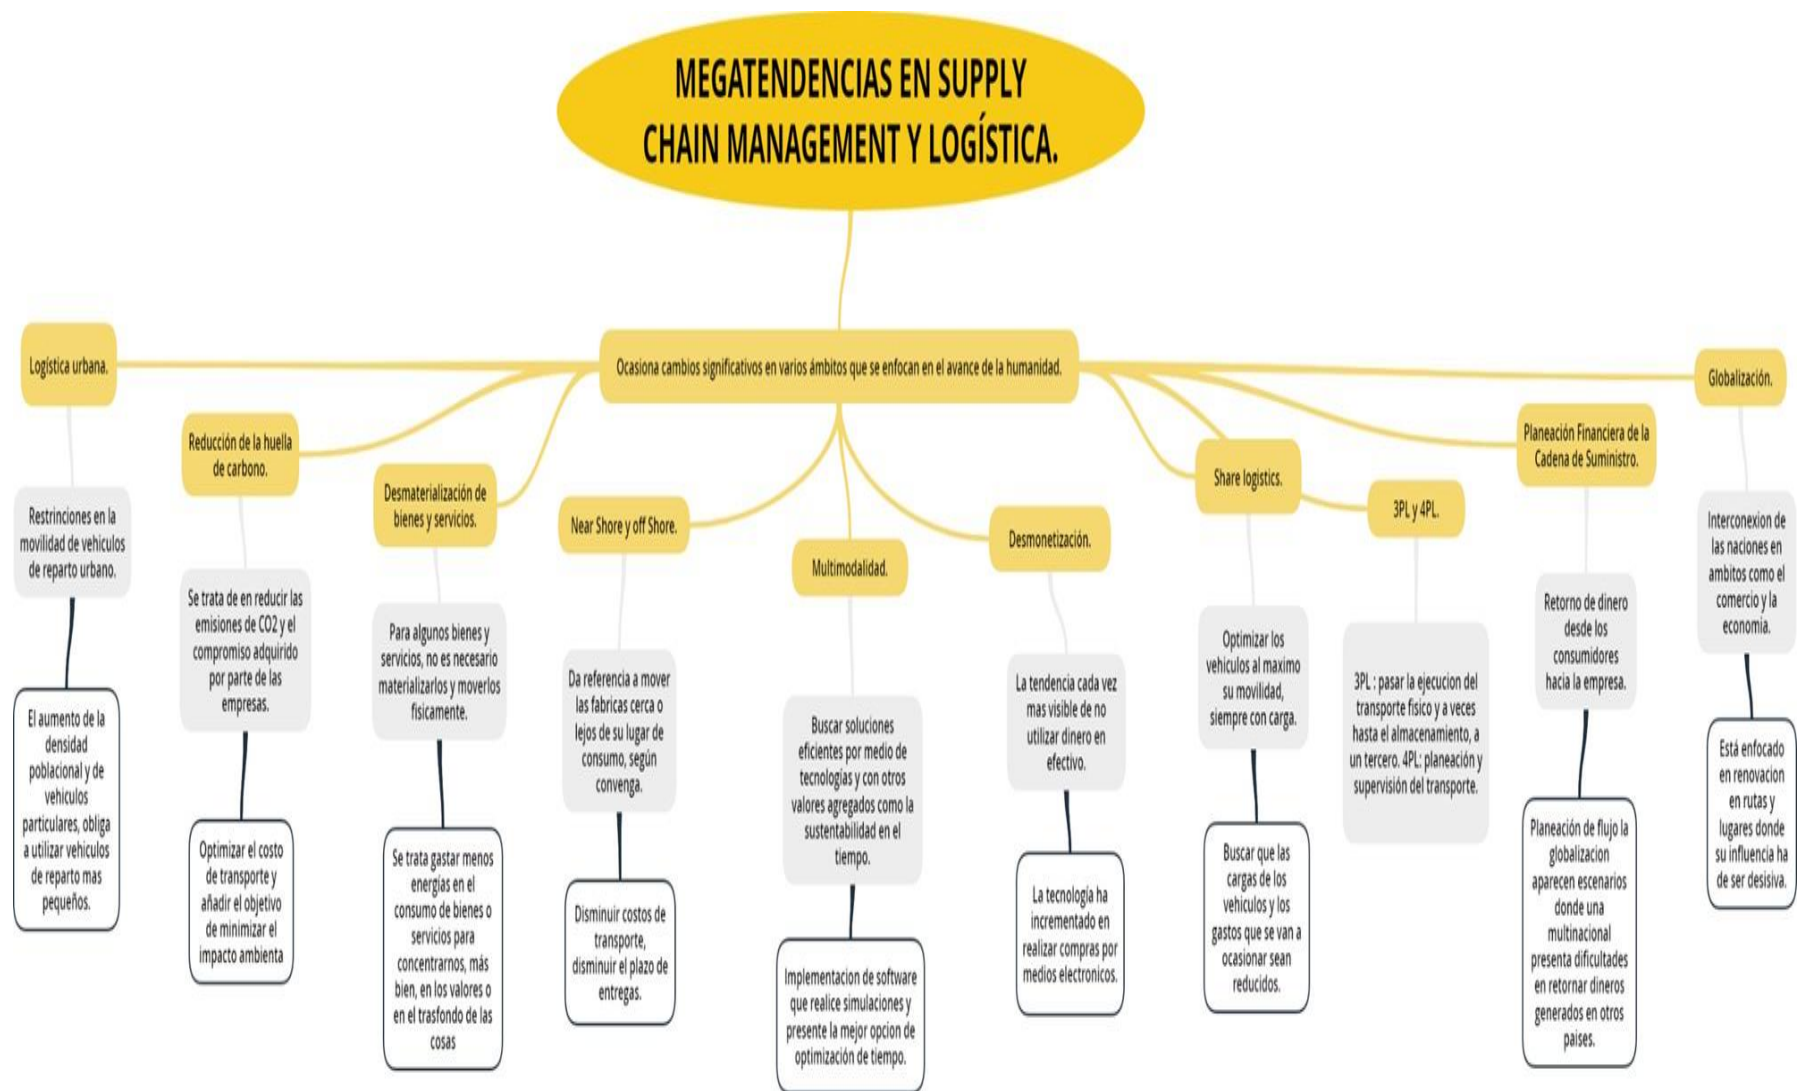 MEGATENDENCIAS EN SUPPLY
CHAIN MANAGEMENT Y LOGÍSTICA.
Ocasiona cambios significativos en varios ámbitos que se enfocan en el avance de la humanidad.
Logística urbana.
Restrinciones en la
movilidad de vehiculos
de reparto urbano.
El aumento de la
densidad
poblacional y de
vehiculos
particulares, obliga
a utilizar vehiculos
de reparto mas
pequeños.
Reducción de la huella
de carbono.
Se trata de en reducir las
emisiones de CO2 y el
compromiso adquirido
por parte de las
empresas.
Optimizar el costo
de transporte y
añadir el objetivo
de minimizar el
impacto ambienta
Desmaterialización de
bienes y servicios.
Para algunos bienes y
servicios, no es necesario
materializarlos y moverlos
fisicamente.
Se trata gastar menos
energías en el
consumo de bienes o
servicios para
concentrarnos, más
bien, en los valores o
en el trasfondo de las
cosas
Near Shore y off Shore.
Da referencia a mover
las fabricas cerca o
lejos de su lugar de
consumo, según
convenga.
Disminuir costos de
transporte,
disminuir el plazo de
entregas.
Multimodalidad.
Buscar soluciones
eficientes por medio de
tecnologías y con otros
valores agregados como la
sustentabilidad en el
tiempo.
Implementacion de software
que realice simulaciones y
presente la mejor opcion de
optimización de tiempo.
Desmonetización.
La tendencia cada vez
mas visible de no
utilizar dinero en
efectivo.
La tecnología ha
incrementado en
realizar compras por
medios electronicos.
Share logistics.
Optimizar los
vehiculos al maximo
su movilidad,
siempre con carga.
Buscar que las
cargas de los
vehiculos y los
gastos que se van a
ocasionar sean
reducidos.
3PL y 4PL.
3PL : pasar la ejecucion del
transporte fisico y a veces
hasta el almacenamiento, a
un tercero. 4PL: planeación y
supervisión del transporte.
Planeación Financiera de la
Cadena de Suministro.
Retorno de dinero
desde los
consumidores
hacia la empresa.
Planeación de flujo la
globalizacion
aparecen escenarios
donde una
multinacional
presenta dificultades
en retornar dineros
generados en otros
paises.
Globalización.
Interconexion de
las naciones en
ambitos como el
comercio y la
economía.
Está enfocado
en renovacion
en rutas y
lugares donde
su influencia ha
de ser desisiva.